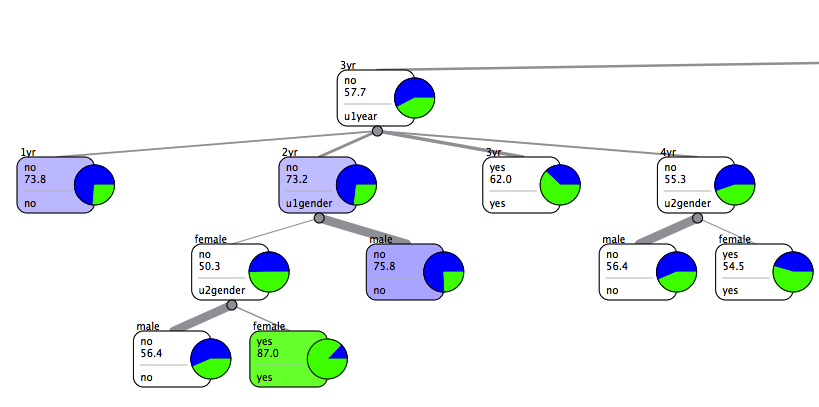 3yr
no
57.7
u1year
1yr
no
73.8
no
2yr
no
73.2
u1gender
3yr
yes
62.0
yes
4yr
no
55.3
u2gender
female
no
50.3
u2gender
male
no
75.8
no
male
no
56.4
no
female
yes
54.5
yes
male
no
56.4
no
female
yes
87.0
yes